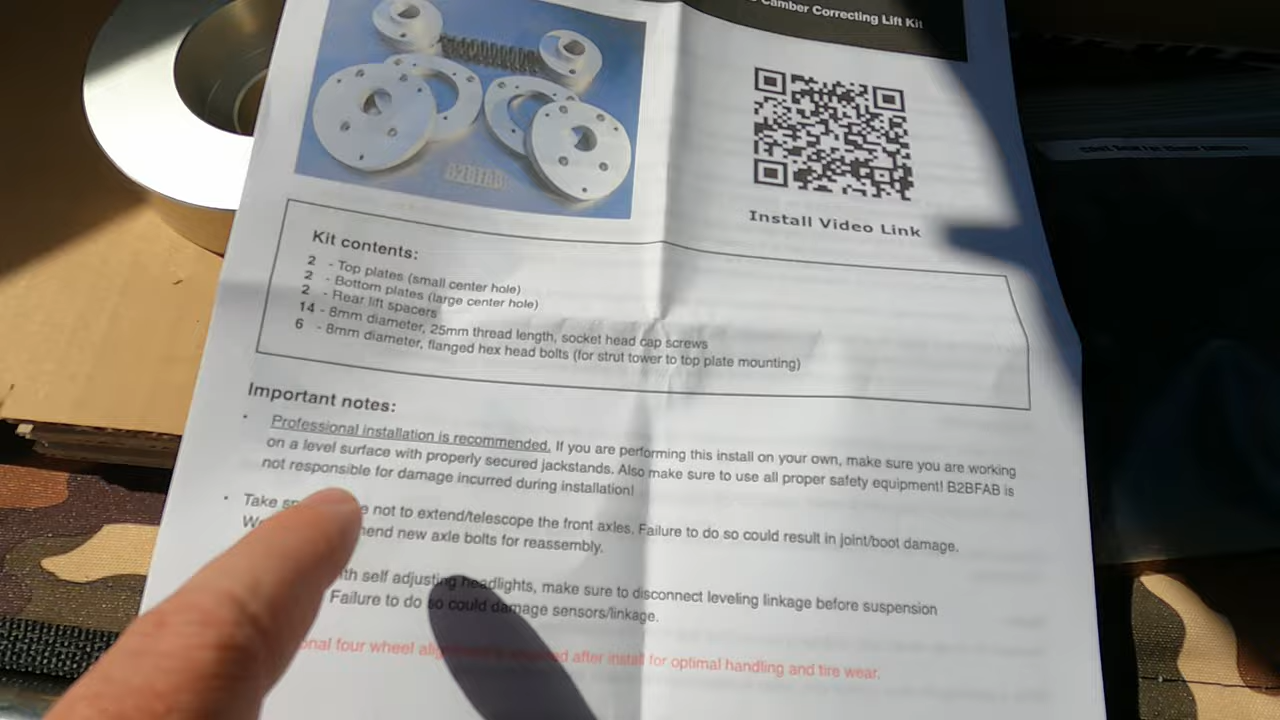 Camber Correcting Lift Kit
Install Video Link
Kit contents:
2 - Top plates (small center hole)
2 - Bottom plates (large center hole)
2 - Rear lift spacers
14 - 8mm diameter, 25mm thread length, socket head cap screws
6 - 8mm diameter, flanged hex head bolts (for strut tower to top plate mounting)
Important notes:
· Professional installation is recommended. If you are performing this install on your own, make sure you are working
on a level surface with properly secured jackstands. Also make sure to use all proper safety equipment! B2BFAB is
not responsible for damage incurred during installation!
· Take not to extend/telescope the front axles. Failure to do so could result in joint/boot damage.
new axle bolts for reassembly.
self adjusting headlights, make sure to disconnect leveling linkage before suspension
Failure to do so could damage sensors/linkage.
four wheel after install for optimal handling and tire wear.